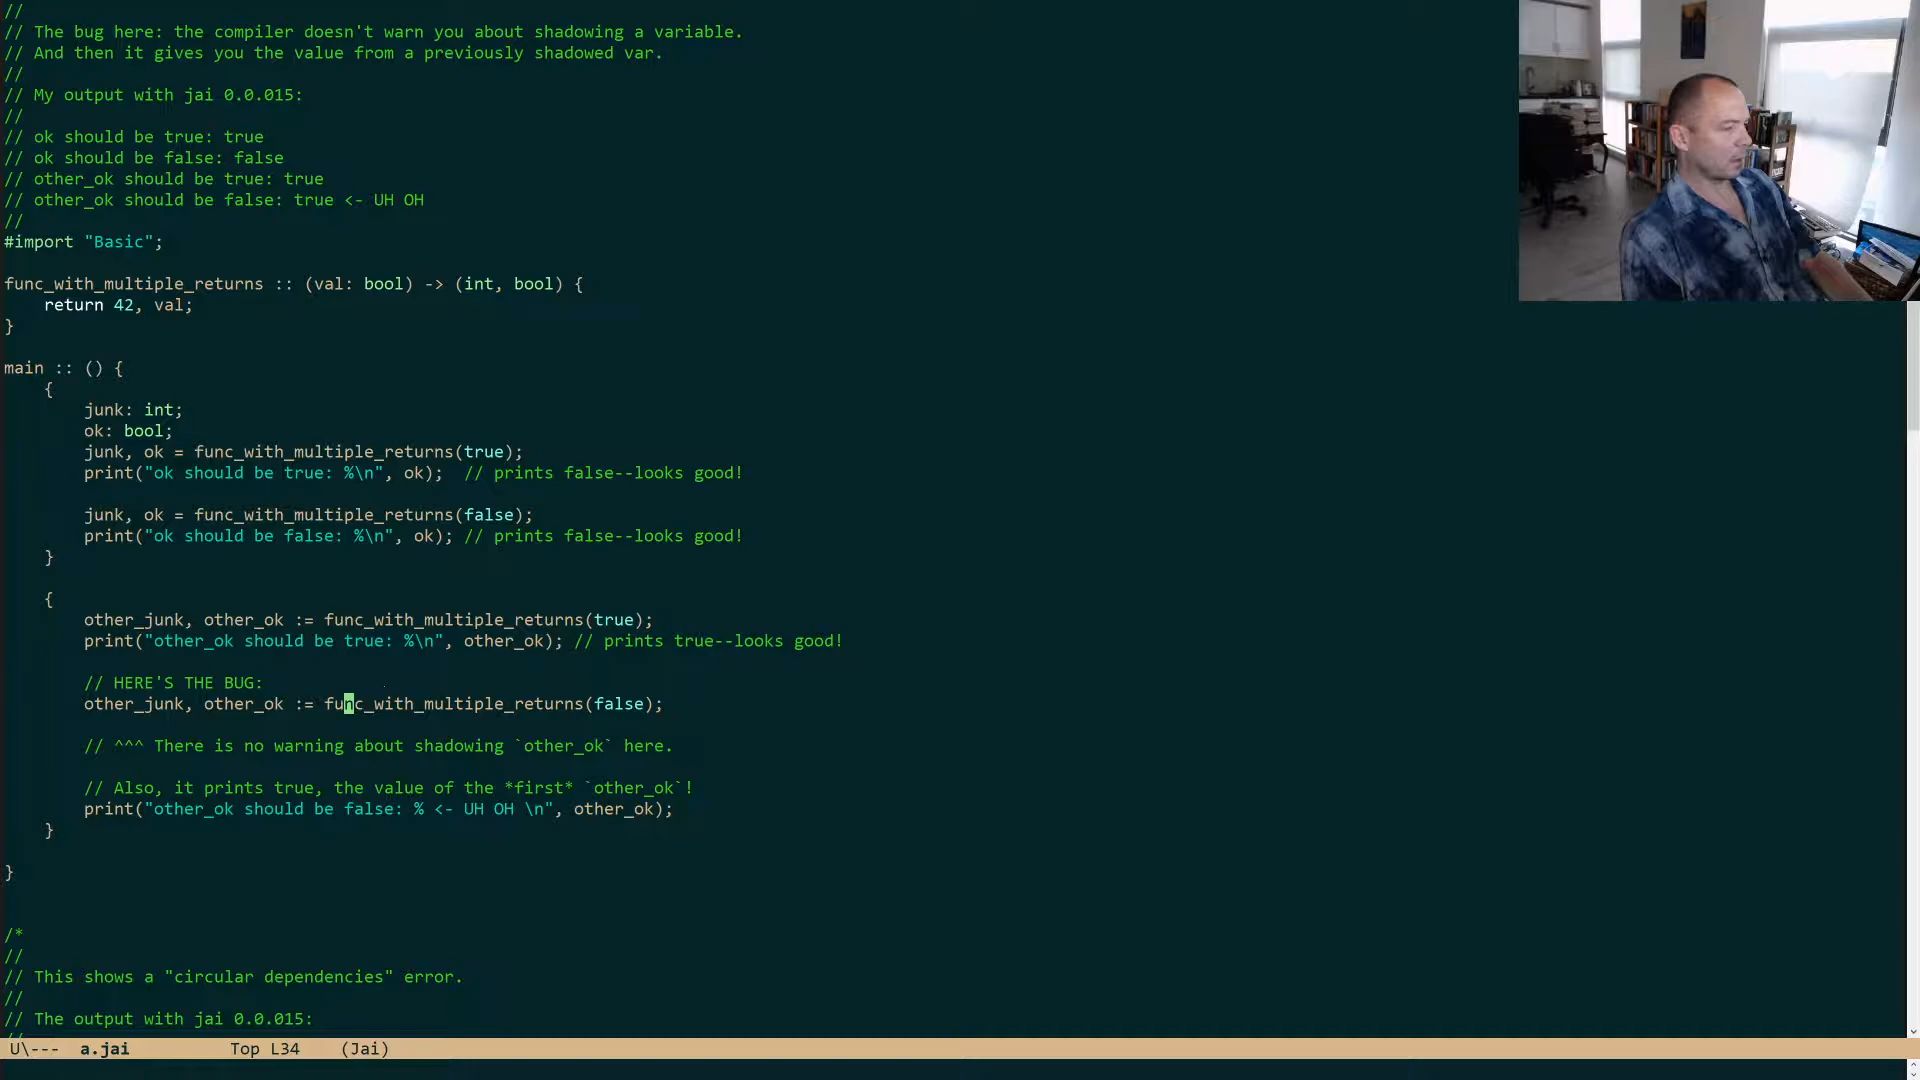 //
// The bug here: the compiler doesn't warn you about shadowing a variable.
// And then it gives you the value from a previously shadowed var.
//
// My output with jai 0.0.015:
//
// ok should be true: true
// ok should be false: false
// other_ok should be true: true
// other_ok should be false: true <- UH OH
//
#import "Basic";
func_with_multiple_returns :: (val: bool) -> (int, bool) {
    return 42, val;
}
main :: () {
    {
        junk: int;
        ok: bool;
        junk, ok = func_with_multiple_returns(true);
        print("ok should be true: %\n", ok);  // prints false--looks good!
        junk, ok = func_with_multiple_returns(false);
        print("ok should be false: %\n", ok); // prints false--looks good!
    }
    {
        other_junk, other_ok := func_with_multiple_returns(true);
        print("other_ok should be true: %\n", other_ok); // prints true--looks good!
        // HERE'S THE BUG:
        other_junk, other_ok := func_with_multiple_returns(false);
        // ^^^ There is no warning about shadowing `other_ok` here.
        // Also, it prints true, the value of the *first* `other_ok`!
        print("other_ok should be false: % <- UH OH \n", other_ok);
    }
}
/*
//
// This shows a "circular dependencies" error.
//
// The output with jai 0.0.015:
//
U\--- a.jai Top L34 (Jai)